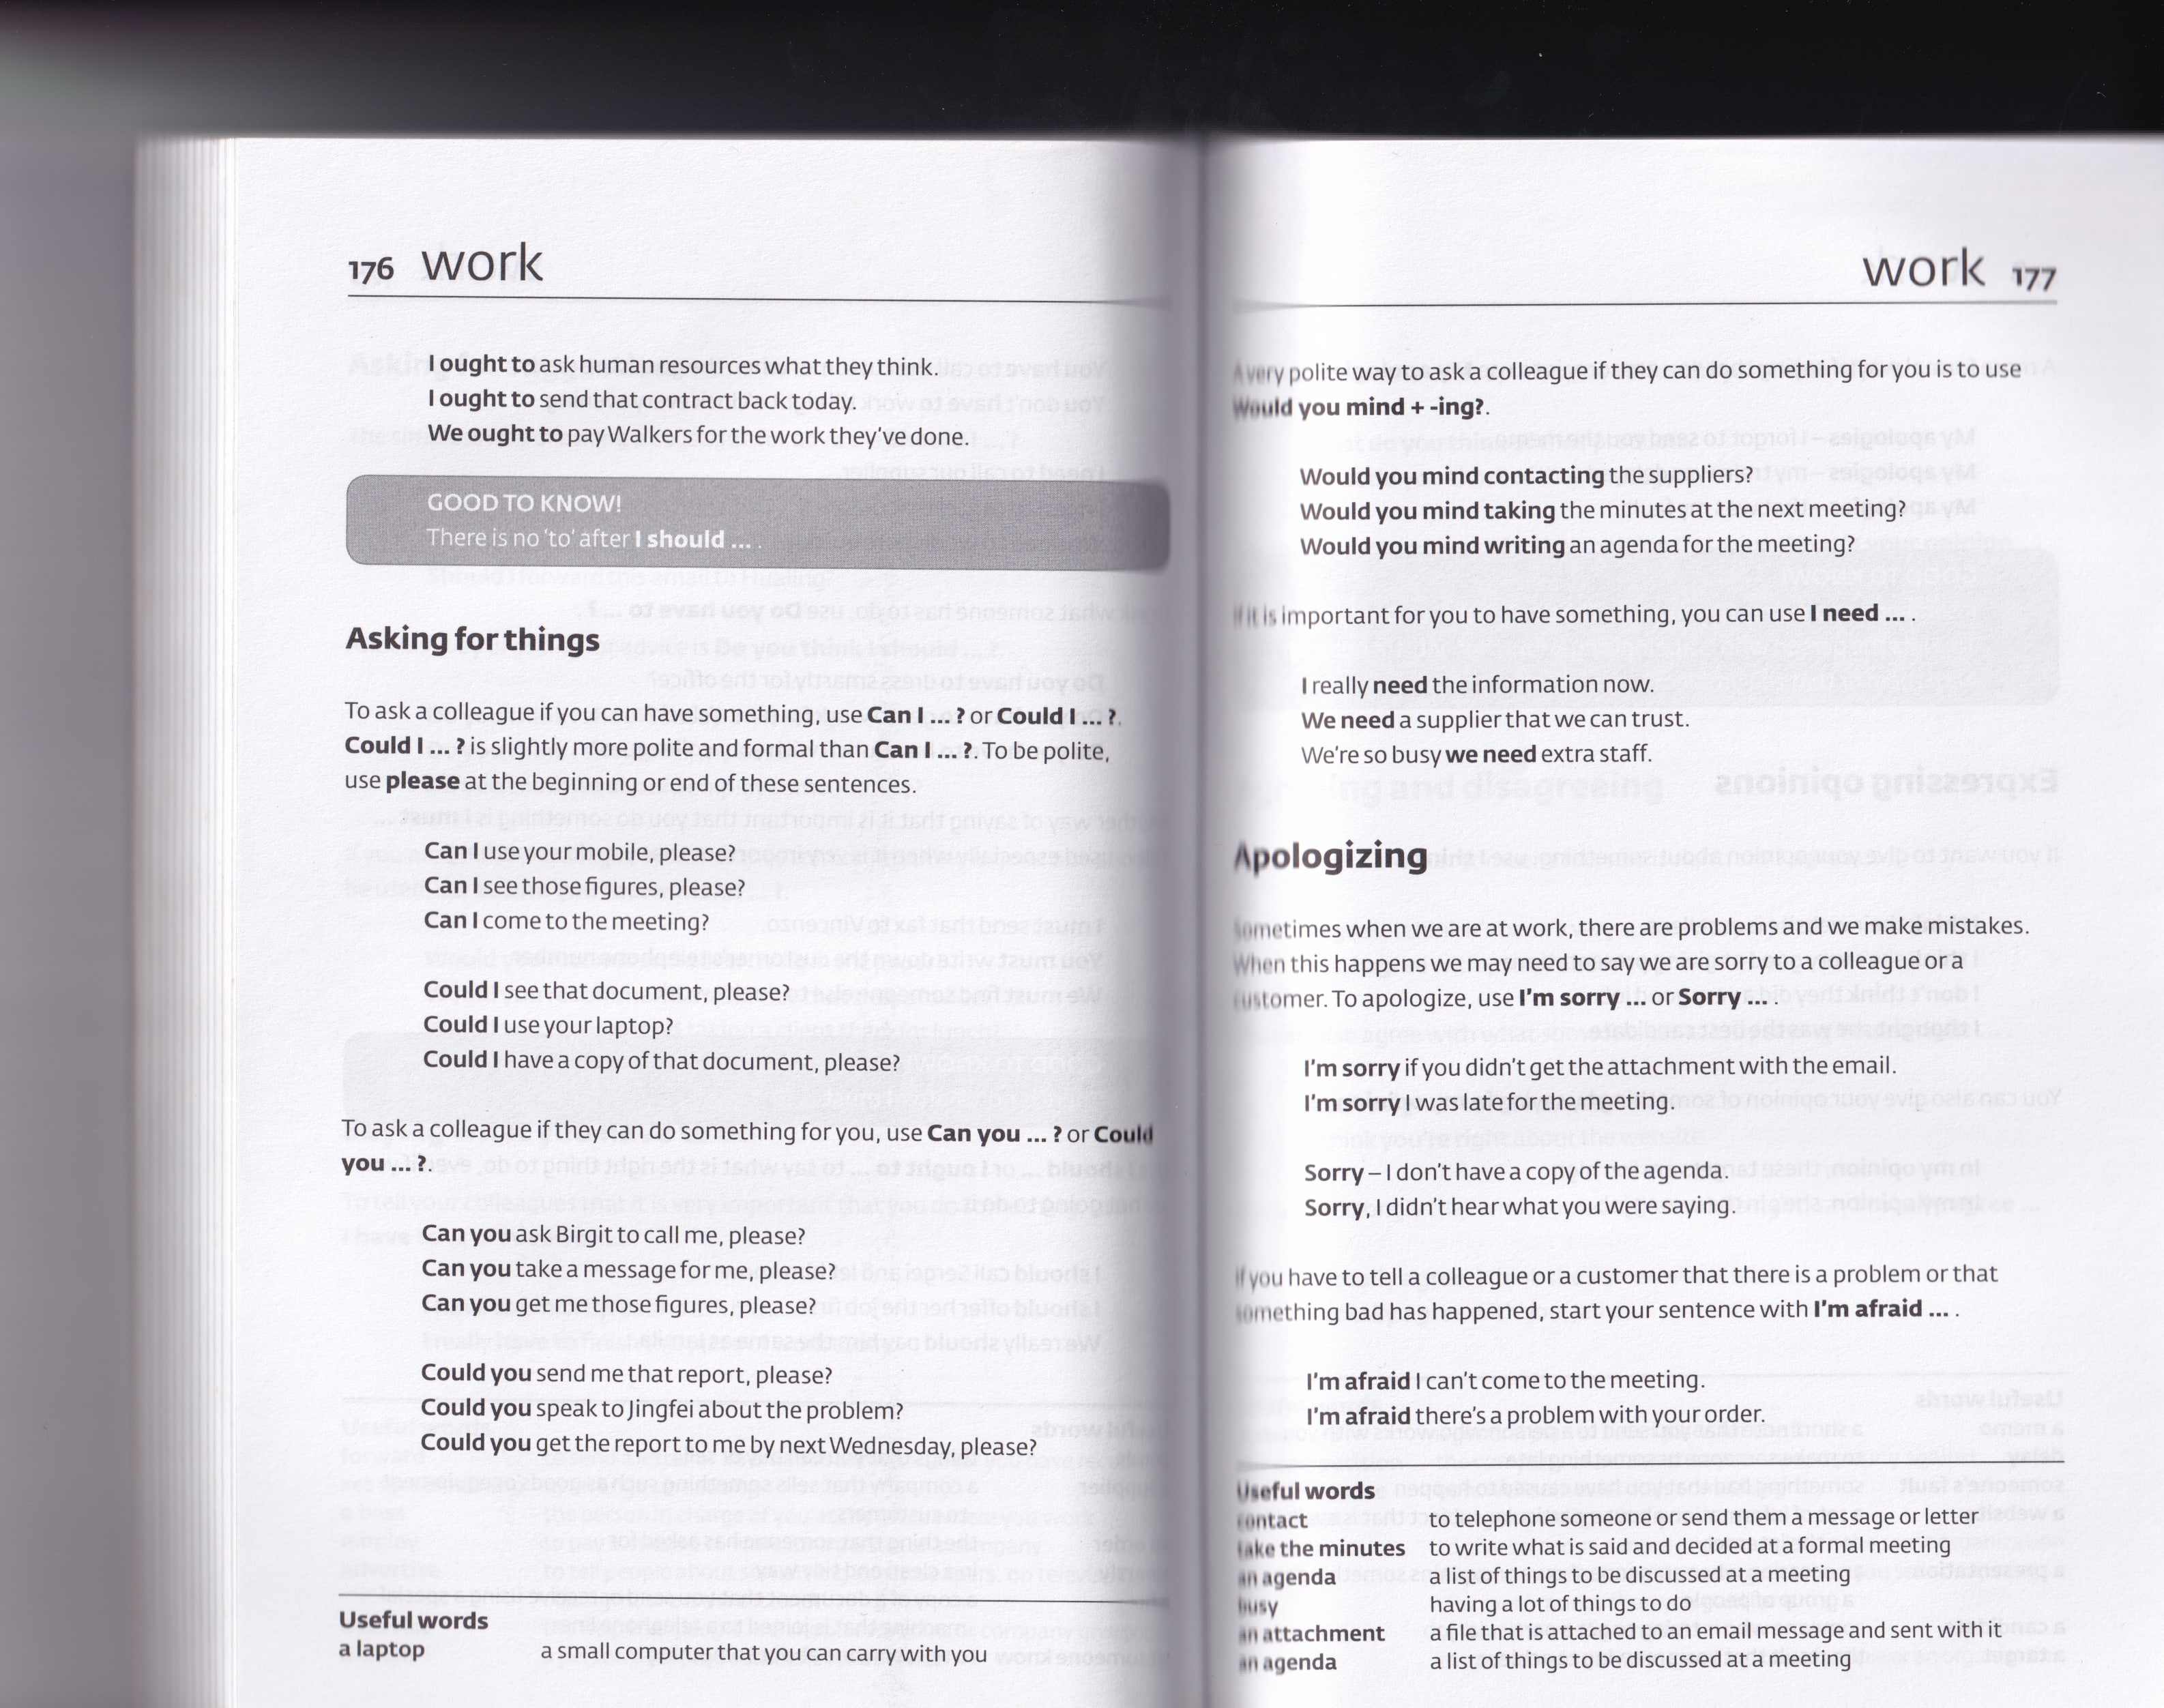 176 work
I ought to ask human resources what they think.
I ought to send that contract back today.
We ought to pay Walkers for the work they've done.
GOOD TO KNOW!
There is no 'to' after I should ... .
Asking for things
To ask a colleague if you can have something, use Can I ... ? or Could I ... ?.
Could I ... ? is slightly more polite and formal than Can I ... ?. To be polite,
use please at the beginning or end of these sentences.
Can I use your mobile, please?
Can I see those figures, please?
Can I come to the meeting?
Could I see that document, please?
Could I use your laptop?
Could I have a copy of that document, please?
To ask a colleague if they can do something for you, use Can you ... ? or Could
you ... ?.
Can you ask Birgit to call me, please?
Can you take a message for me, please?
Can you get me those figures, please?
Could you send me that report, please?
Could you speak to Jingfei about the problem?
Could you get the report to me by next Wednesday, please?
Useful words
a laptop a small computer that you can carry with you
work 177
A very polite way to ask a colleague if they can do something for you is to use
Would you mind + -ing?.
Would you mind contacting the suppliers?
Would you mind taking the minutes at the next meeting?
Would you mind writing an agenda for the meeting?
If it is important for you to have something, you can use I need ... .
I really need the information now.
We need a supplier that we can trust.
We're so busy we need extra staff.
Apologizing
Sometimes when we are at work, there are problems and we make mistakes.
When this happens we may need to say we are sorry to a colleague or a
customer. To apologize, use I'm sorry ... or Sorry ... .
I'm sorry if you didn't get the attachment with the email.
I'm sorry I was late for the meeting.
Sorry – I don't have a copy of the agenda.
Sorry, I didn't hear what you were saying.
If you have to tell a colleague or a customer that there is a problem or that
something bad has happened, start your sentence with I'm afraid ... .
I'm afraid I can't come to the meeting.
I'm afraid there's a problem with your order.
Useful words
contact to telephone someone or send them a message or letter
take the minutes to write what is said and decided at a formal meeting
an agenda a list of things to be discussed at a meeting
busy having a lot of things to do
an attachment a file that is attached to an email message and sent with it
an agenda a list of things to be discussed at a meeting